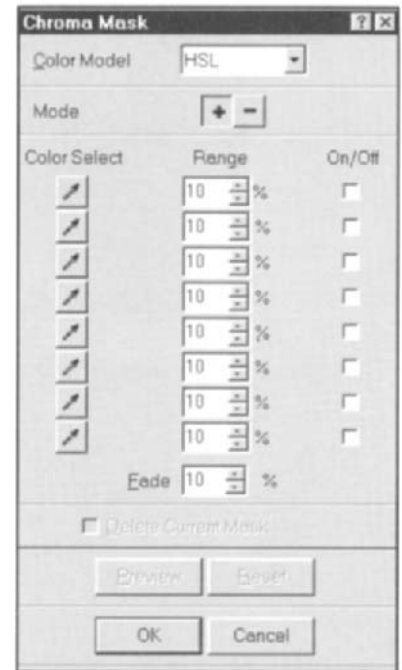 Chroma Mask ? X
Color Model HSL
Mode + -
Color Select Range On/Off
10 %
10 %
10 %
10 %
10 %
10 %
10 %
10 %
Fade 10 %
Delete Current Mask
Preview Reset
OK Cancel